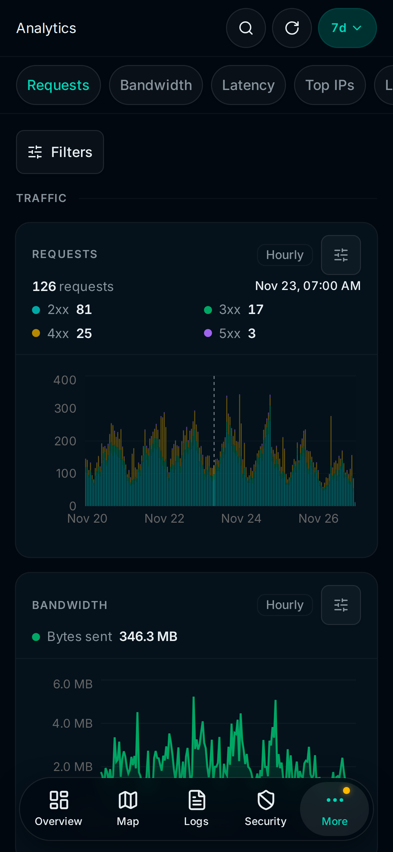 Analytics
7d
Requests Bandwidth Latency Top IPs L
Filters
TRAFFIC
REQUESTS Hourly
126 requests Nov 23, 07:00 AM
2xx 81 3xx 17
4xx 25 5xx 3
400
300
200
100
0
Nov 20 Nov 22 Nov 24 Nov 26
BANDWIDTH Hourly
Bytes sent 346.3 MB
6.0 MB
4.0 MB
2.0 MB
Overview Map Logs Security More